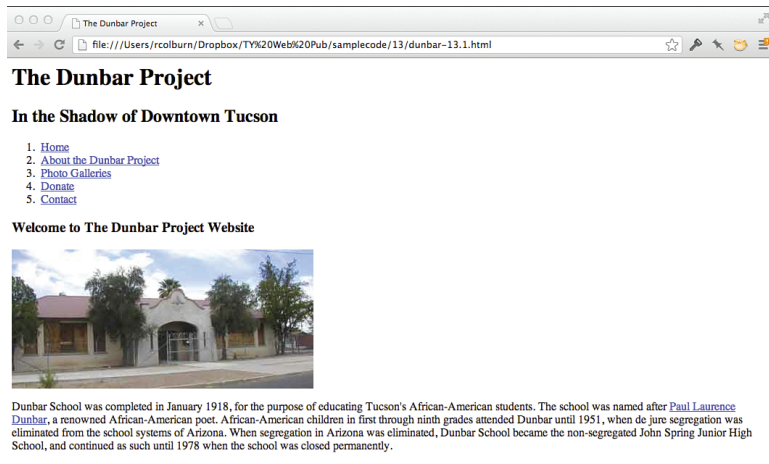 The Dunbar Project
file:///Users/rcolburn/Dropbox/TY%20Web%20Pub/samplecode/13/dunbar-13.1.html
The Dunbar Project
In the Shadow of Downtown Tucson
1. Home
2. About the Dunbar Project
3. Photo Galleries
4. Donate
5. Contact
Welcome to The Dunbar Project Website
Dunbar School was completed in January 1918, for the purpose of educating Tucson's African-American students. The school was named after Paul Laurence
Dunbar, a renowned African-American poet. African-American children in first through ninth grades attended Dunbar until 1951, when de jure segregation was
eliminated from the school systems of Arizona. When segregation in Arizona was eliminated, Dunbar School became the non-segregated John Spring Junior High
School, and continued as such until 1978 when the school was closed permanently.